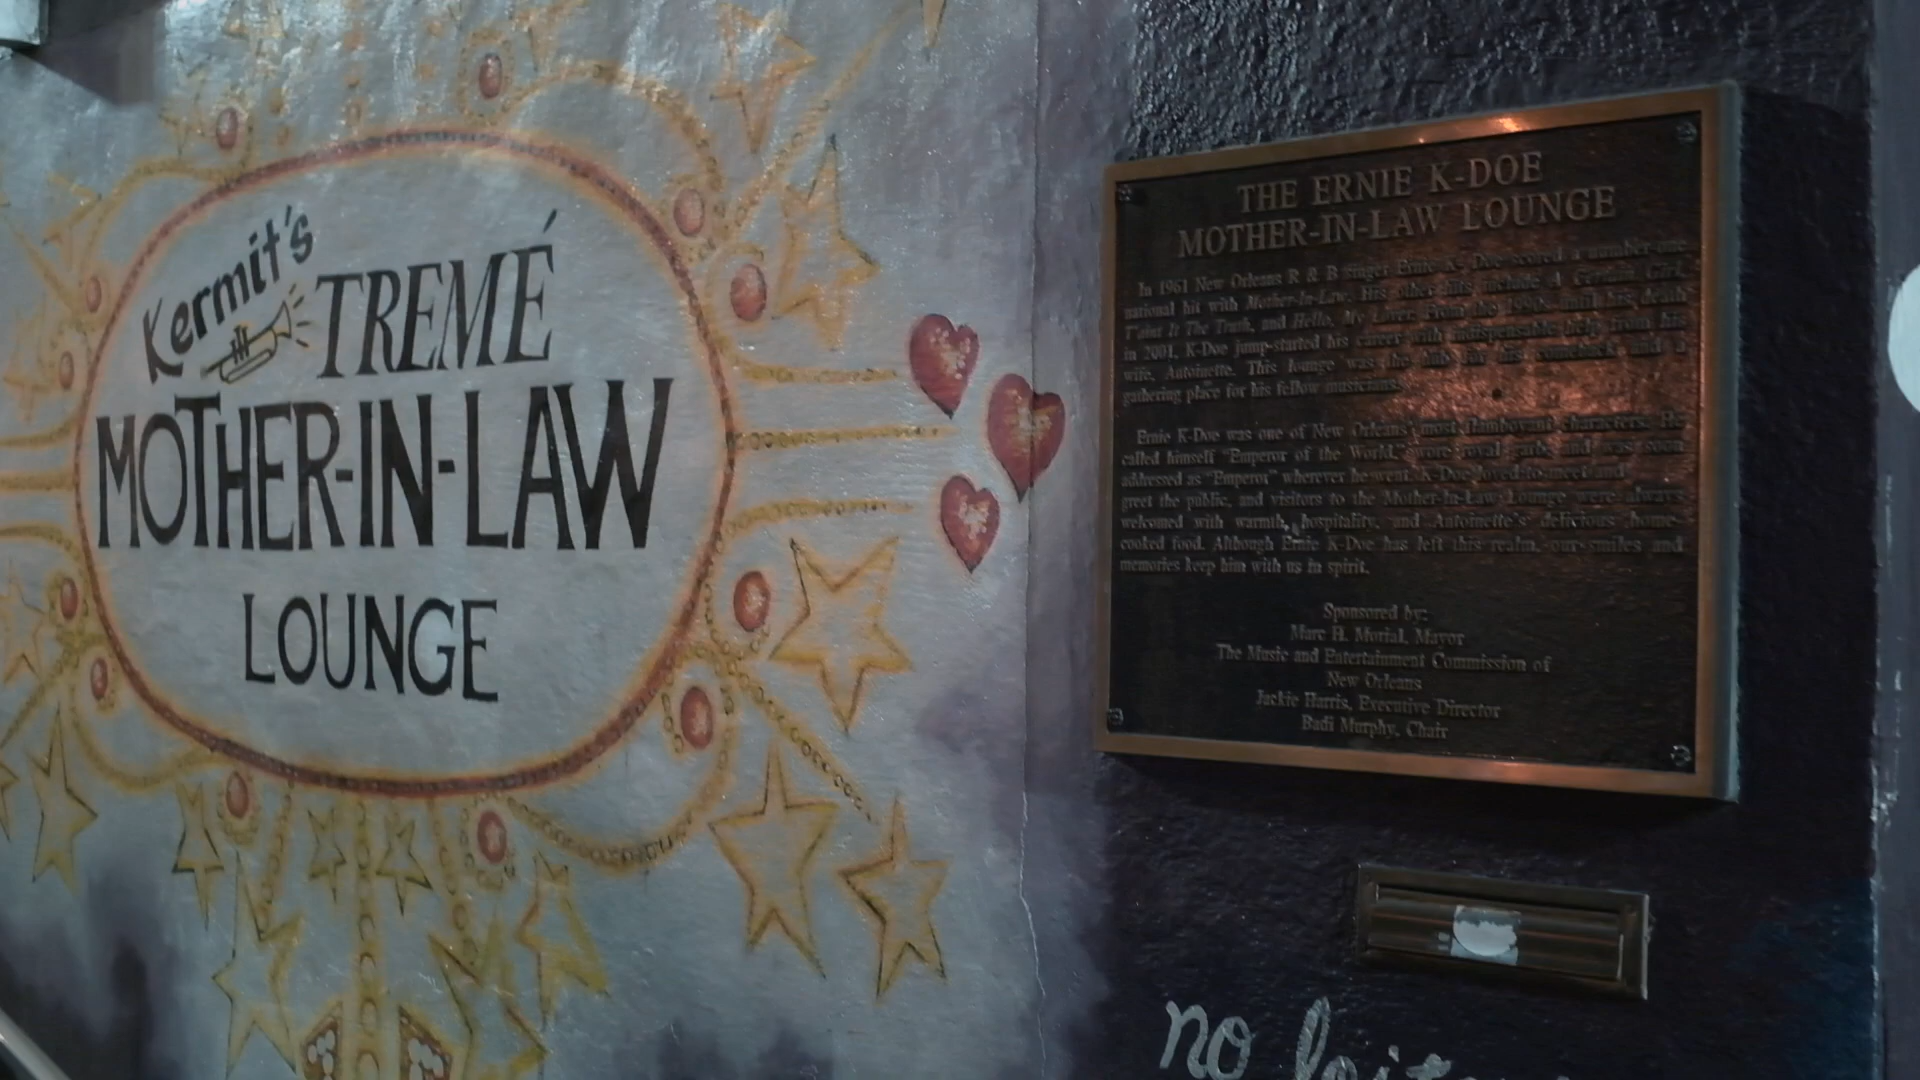 Kermit's
TREMÉ
MOTHER-IN-LAW
LOUNGE
THE ERNIE K-DOE
MOTHER-IN-LAW LOUNGE
In 1961 New Orleans R & B singer Ernie K-Doe scored a number-one
national hit with Mother-In-Law. His other hits include A Certain Girl,
T'aint It The Truth, and Hello, My Lover. From the 1990s until his death
in 2001, K-Doe jump-started his career with indispensable help from his
wife, Antoinette. This lounge was the hub for his comeback and a
gathering place for his fellow musicians.
Ernie K-Doe was one of New Orleans' most flamboyant characters. He
called himself "Emperor of the World," wore royal garb, and was soon
addressed as "Emperor" wherever he went. K-Doe loved to meet and
greet the public, and visitors to the Mother-In-Law Lounge were always
welcomed with warmth, hospitality, and Antoinette's delicious home-
cooked food. Although Ernie K-Doe has left this realm, our smiles and
memories keep him with us in spirit.
Sponsored by:
Marc H. Morial, Mayor
The Music and Entertainment Commission of
New Orleans
Jackie Harris, Executive Director
Badi Murphy, Chair
no